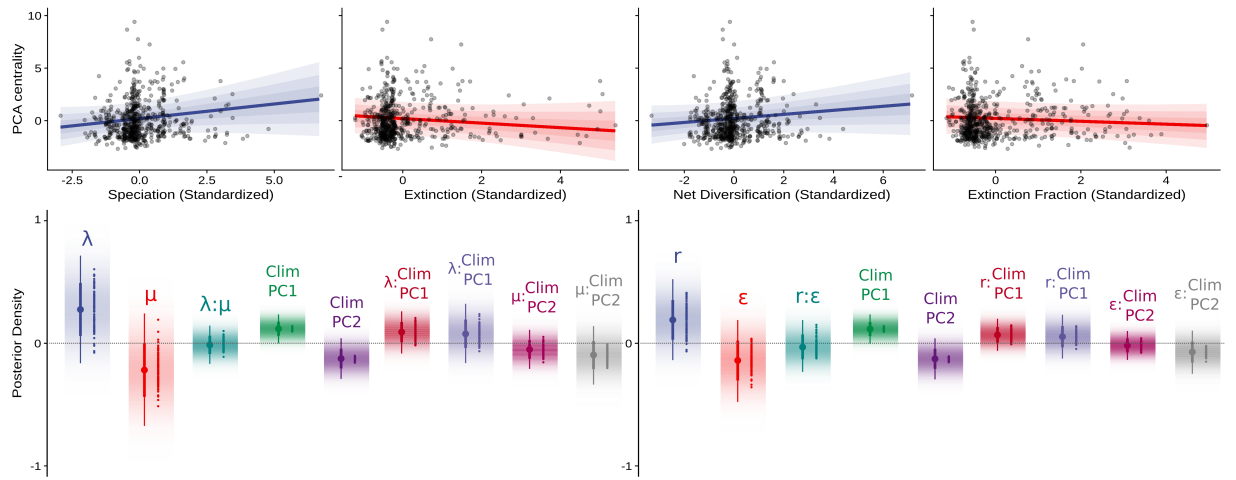 10
5
0
PCA centrality
-2.5 0.0 2.5 5.0
Speciation (Standardized)
-
0 2 4
Extinction (Standardized)
-2 0 2 4 6
Net Diversification (Standardized)
0 2 4
Extinction Fraction (Standardized)
1
0
-1
Posterior Density
λ
μ
λ:μ
Clim
PC1
Clim
PC2
λ:Clim
PC1
λ:Clim
PC1
μ:Clim
PC2
μ:Clim
PC2
1
0
-1
r
ε
r:ε
Clim
PC1
Clim
PC2
r:Clim
PC1
r:Clim
PC1
ε:Clim
PC2
ε:Clim
PC2